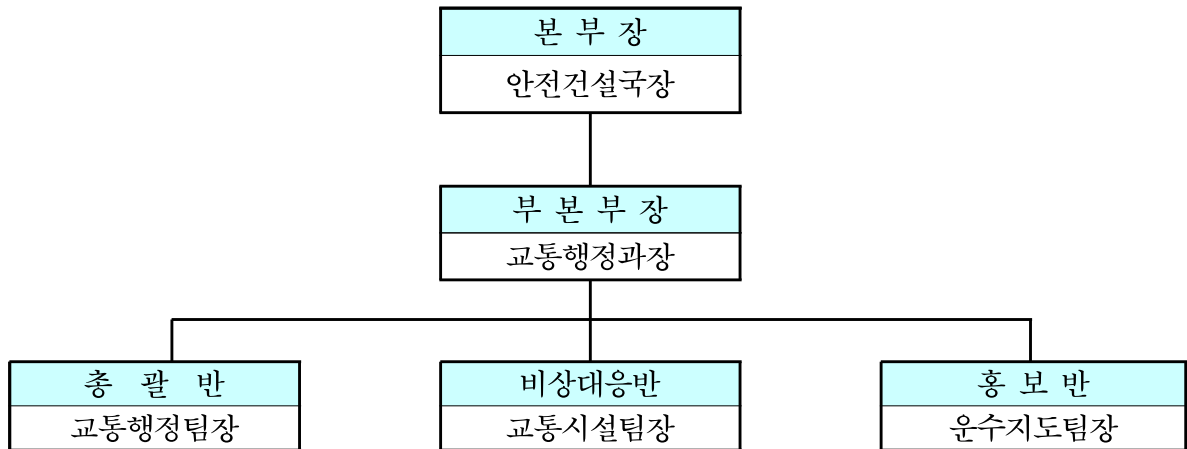 본 부 장
안전건설국장
부 본 부 장
교통행정과장
총 괄 반
비상대응반
홍 보 반
교통행정팀장
교통시설팀장
운수지도팀장